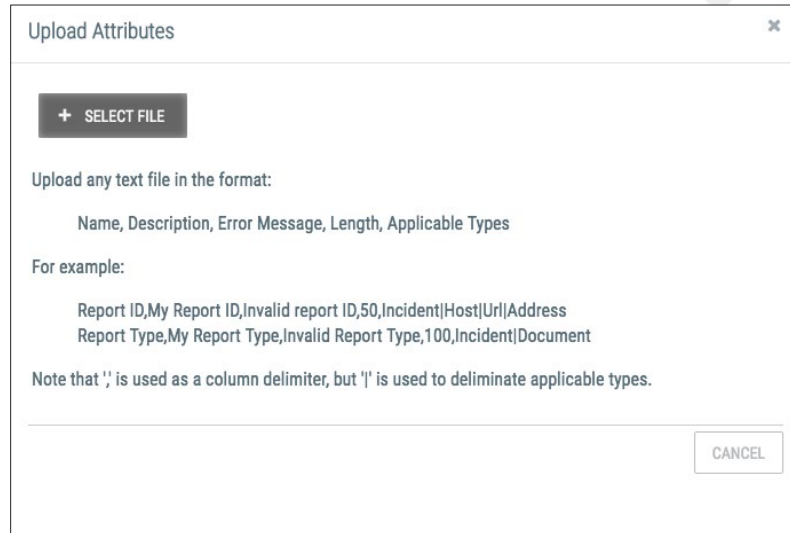 Upload Attributes
+ SELECT FILE
Upload any text file in the format:
Name, Description, Error Message, Length, Applicable Types
For example:
Report ID,My Report ID,Invalid report ID,50,Incident|Host|Url|Address
Report Type,My Report Type,Invalid Report Type,100,Incident|Document
Note that ',' is used as a column delimiter, but '|' is used to deliminate applicable types.
CANCEL